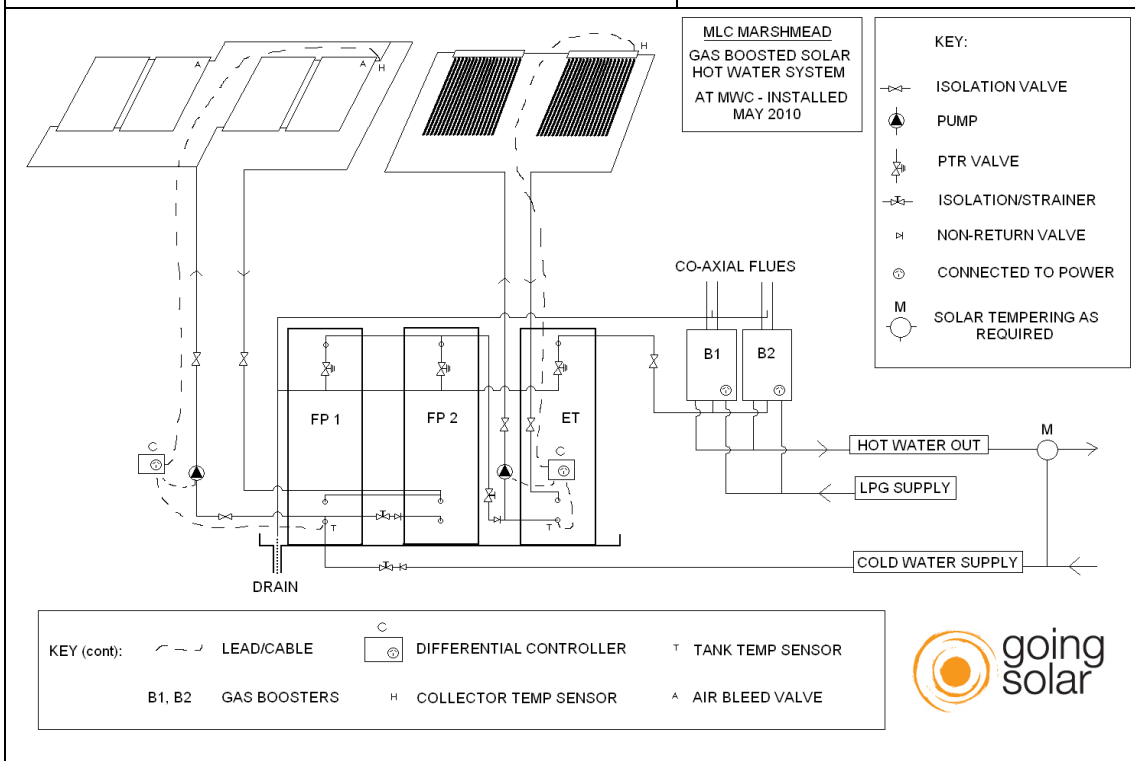 MLC MARSHMEAD
GAS BOOSTED SOLAR
HOT WATER SYSTEM
AT MWC - INSTALLED
MAY 2010
KEY:
ISOLATION VALVE
PUMP
PTR VALVE
T
ISOLATION/STRAINER
NON-RETURN VALVE
CONNECTED TO POWER
M
SOLAR TEMPERING AS
REQUIRED
A
A
H
H
CO-AXIAL FLUES
B1
B2
FP 1
FP 2
ET
C
C
M
HOT WATER OUT
LPG SUPPLY
T
T
T
T
COLD WATER SUPPLY
DRAIN
KEY (cont):
LEAD/CABLE
C
DIFFERENTIAL CONTROLLER
T
TANK TEMP SENSOR
B1, B2
GAS BOOSTERS
H
COLLECTOR TEMP SENSOR
A
AIR BLEED VALVE
going
solar